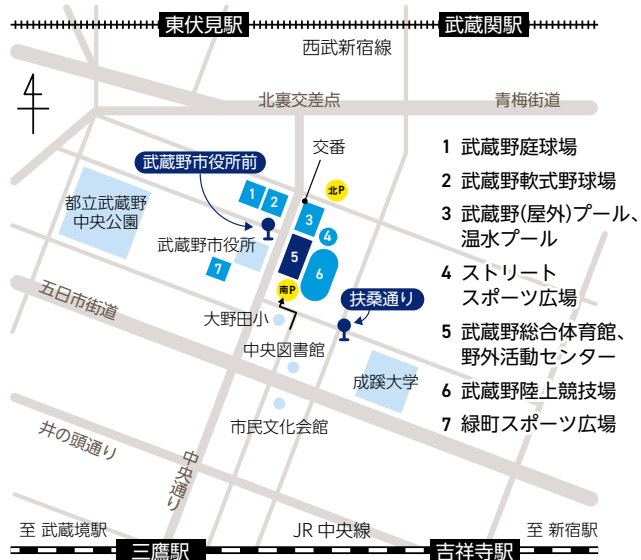 東伏見駅
武蔵関駅
西武新宿線
北裏交差点
青梅街道
交番
武蔵野市役所前
北P
都立武蔵野
中央公園
1
2
3
4
武蔵野市役所
5
6
7
南P
五日市街道
扶桑通り
大野田小
中央図書館
成蹊大学
市民文化会館
井の頭通り
中央通り
至 武蔵境駅
JR 中央線
至 新宿駅
三鷹駅
吉祥寺駅
1 武蔵野庭球場
2 武蔵野軟式野球場
3 武蔵野(屋外)プール、
温水プール
4 ストリート
スポーツ広場
5 武蔵野総合体育館、
野外活動センター
6 武蔵野陸上競技場
7 緑町スポーツ広場